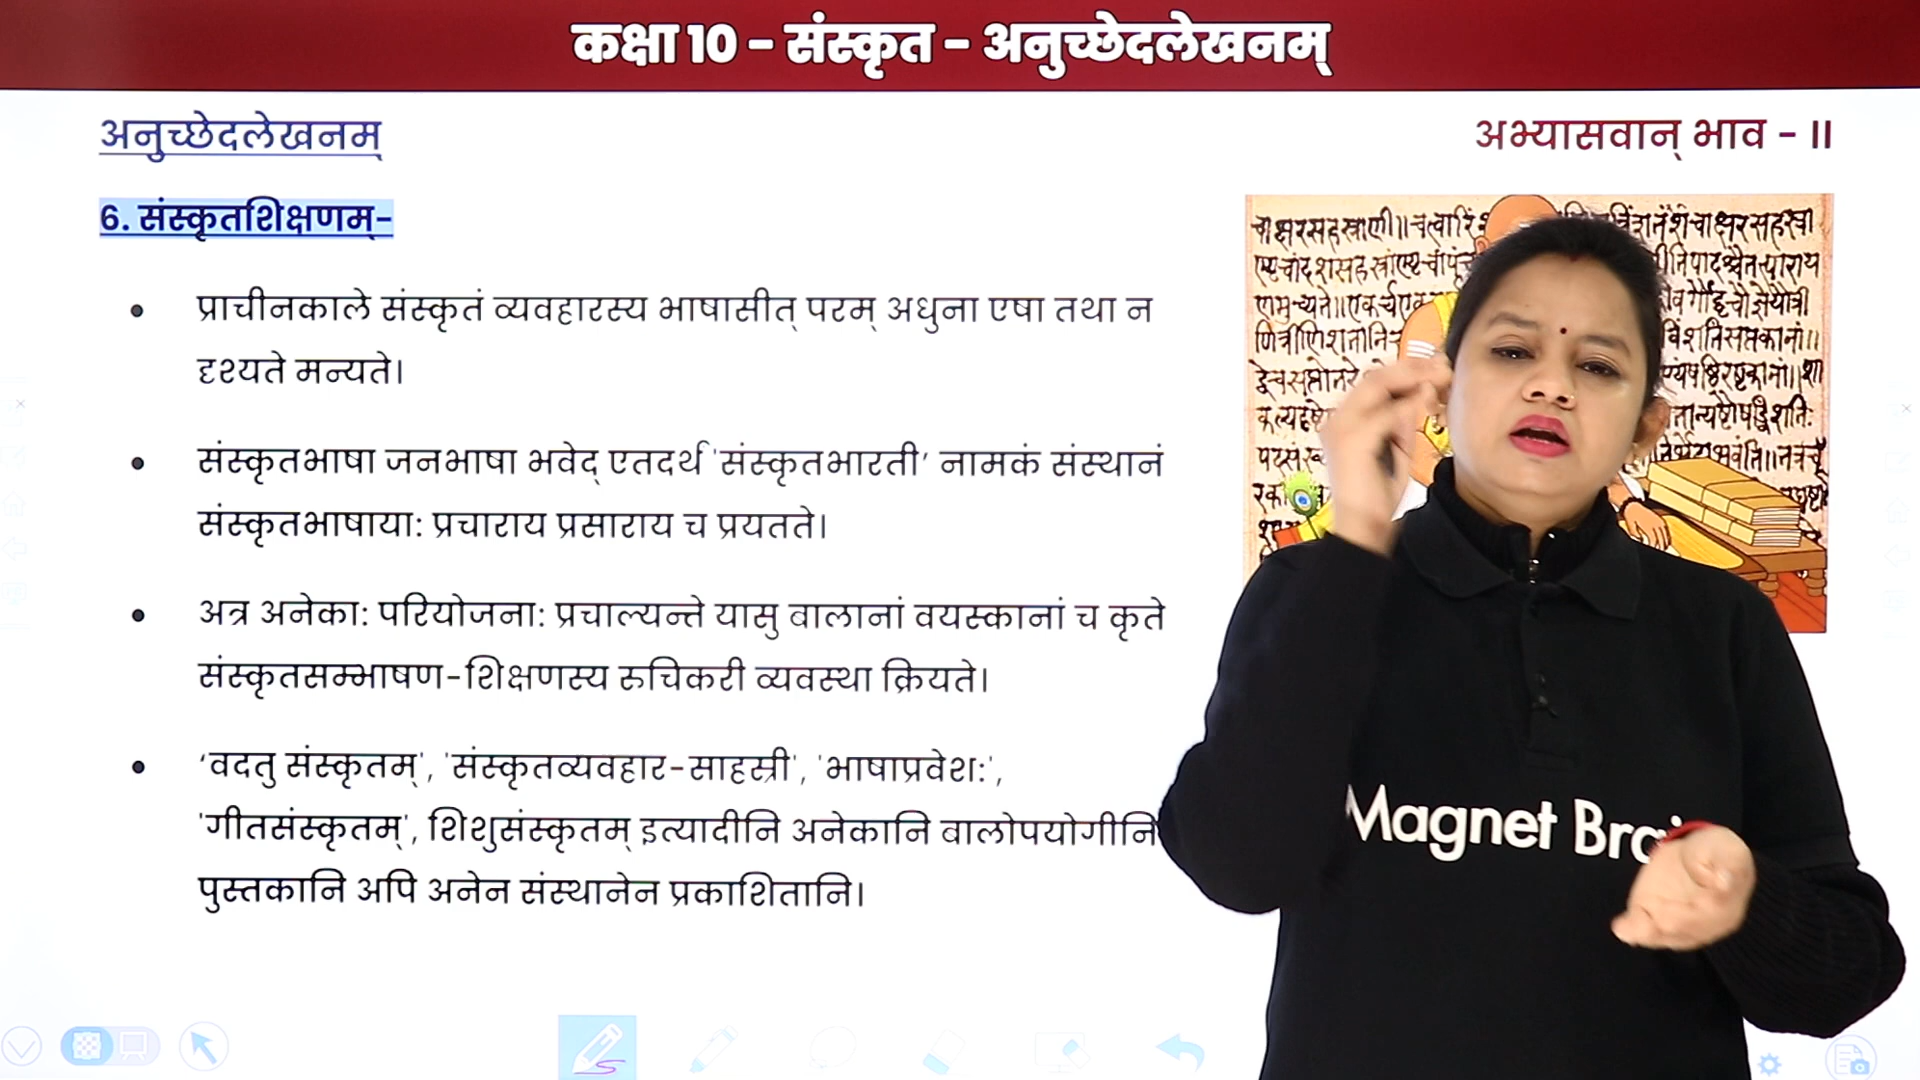 कक्षा 10 - संस्कृत - अनुच्छेदलेखनम्
अनुच्छेदलेखनम्
अभ्यासवान् भाव - II
6. संस्कृतशिक्षणम्-
प्राचीनकाले संस्कृतं व्यवहारस्य भाषासीत् परम् अधुना एषा तथा न
दृश्यते मन्यते।
संस्कृतभाषा जनभाषा भवेद् एतदर्थ 'संस्कृतभारती’ नामकं संस्थानं
संस्कृतभाषाया: प्रचाराय प्रसाराय च प्रयतते।
अत्र अनेका: परियोजना: प्रचाल्यन्ते यासु बालानां वयस्कानां च कृते
संस्कृतसम्भाषण-शिक्षणस्य रुचिकरी व्यवस्था क्रियते।
‘वदतु संस्कृतम्', 'संस्कृतव्यवहार-साहस्री', 'भाषाप्रवेश:',
'गीतसंस्कृतम्', शिशुसंस्कृतम् इत्यादीनि अनेकानि बालोपयोगीनि
पुस्तकानि अपि अनेन संस्थानेन प्रकाशितानि।
Magnet Bra